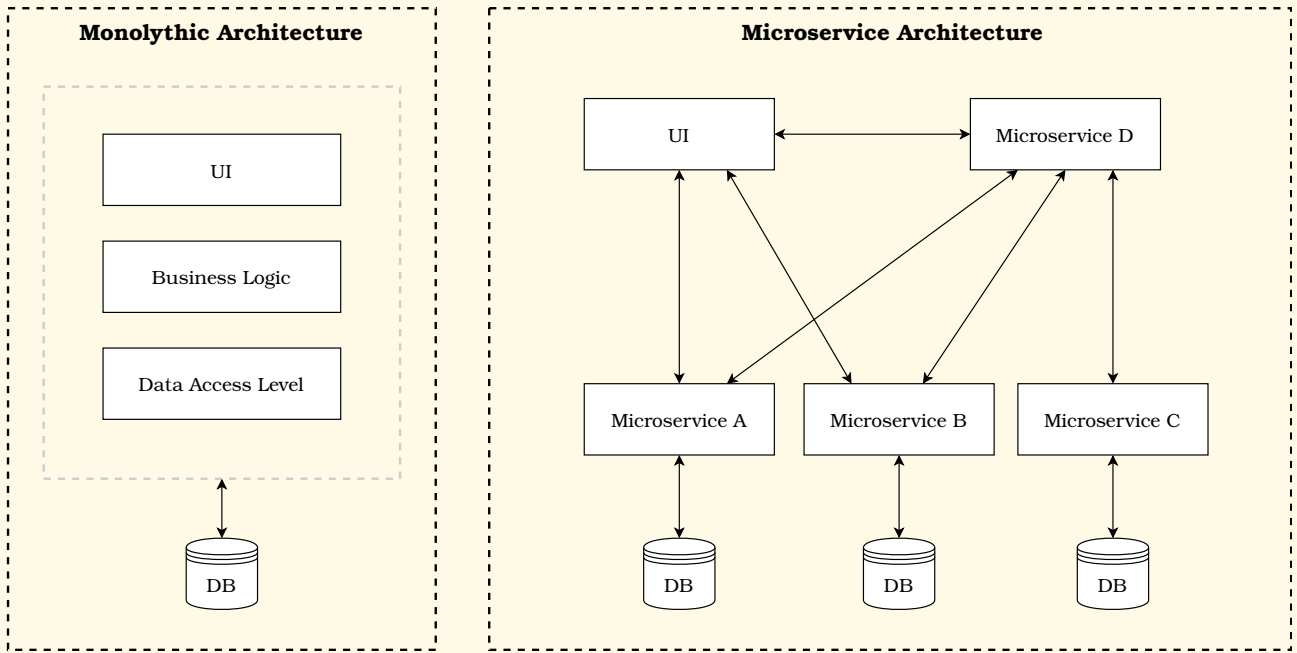 Monolythic Architecture
UI
Business Logic
Data Access Level
DB
Microservice Architecture
UI
Microservice D
Microservice A
Microservice B
Microservice C
DB
DB
DB